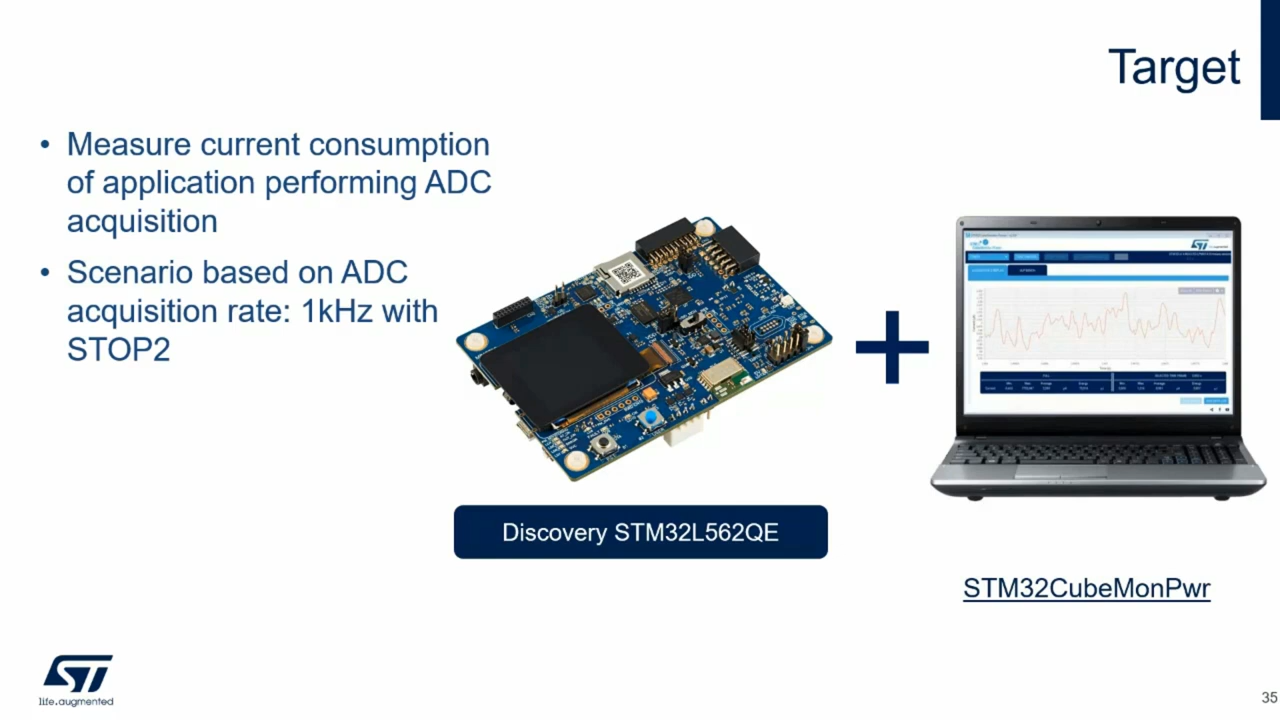 Target
• Measure current consumption
of application performing ADC
acquisition
• Scenario based on ADC
acquisition rate: 1kHz with
STOP2
Discovery STM32L562QE
STM32CubeMonPwr
ST
life.augmented
35